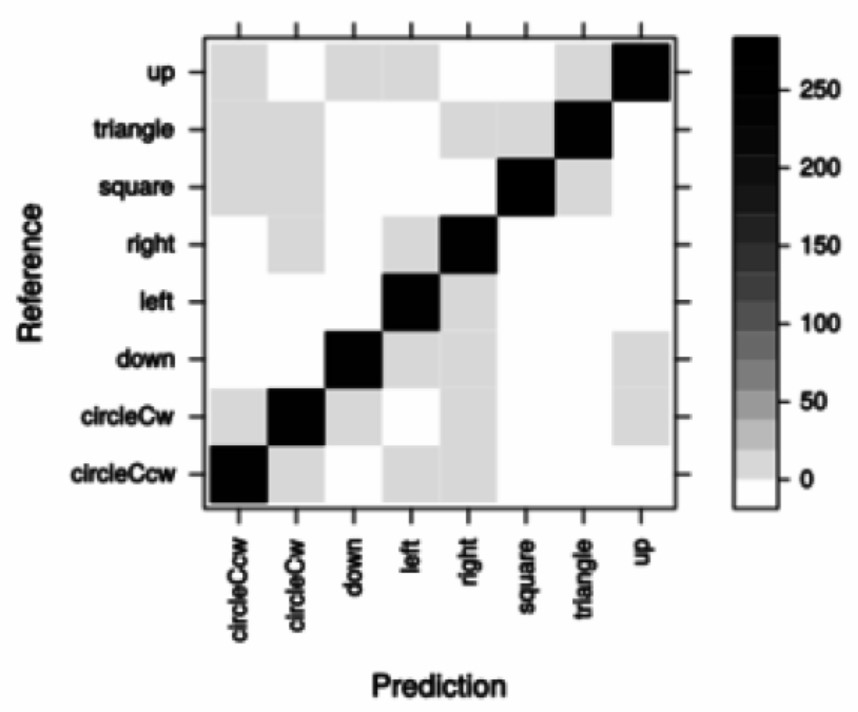 up
triangle
square
right
left
down
circleCw
circleCcw
Reference
circleCcw
circleCw
down
left
right
square
triangle
up
Prediction
250
200
150
100
50
0